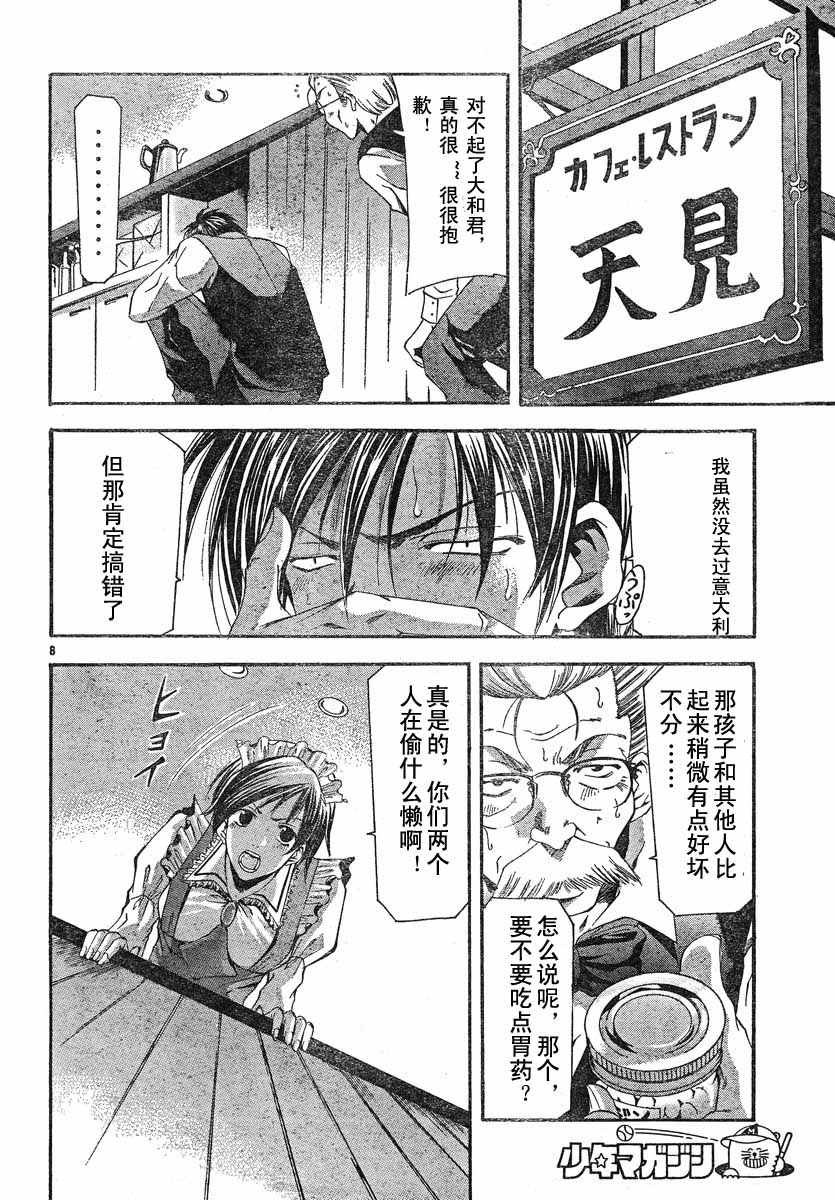 カフェ・レストラン
天見
对不起了大和君，
真的很～很很抱
歉！
………
我虽然没去过意大利
うぷっ
但那肯定搞错了
那孩子和其他人比
起来稍微有点好坏
不分……
怎么说呢，那个，
要不要吃点胃药？
真是的，你们两个
人在偷什么懒啊！
ヒョイ
8
少年マガジン